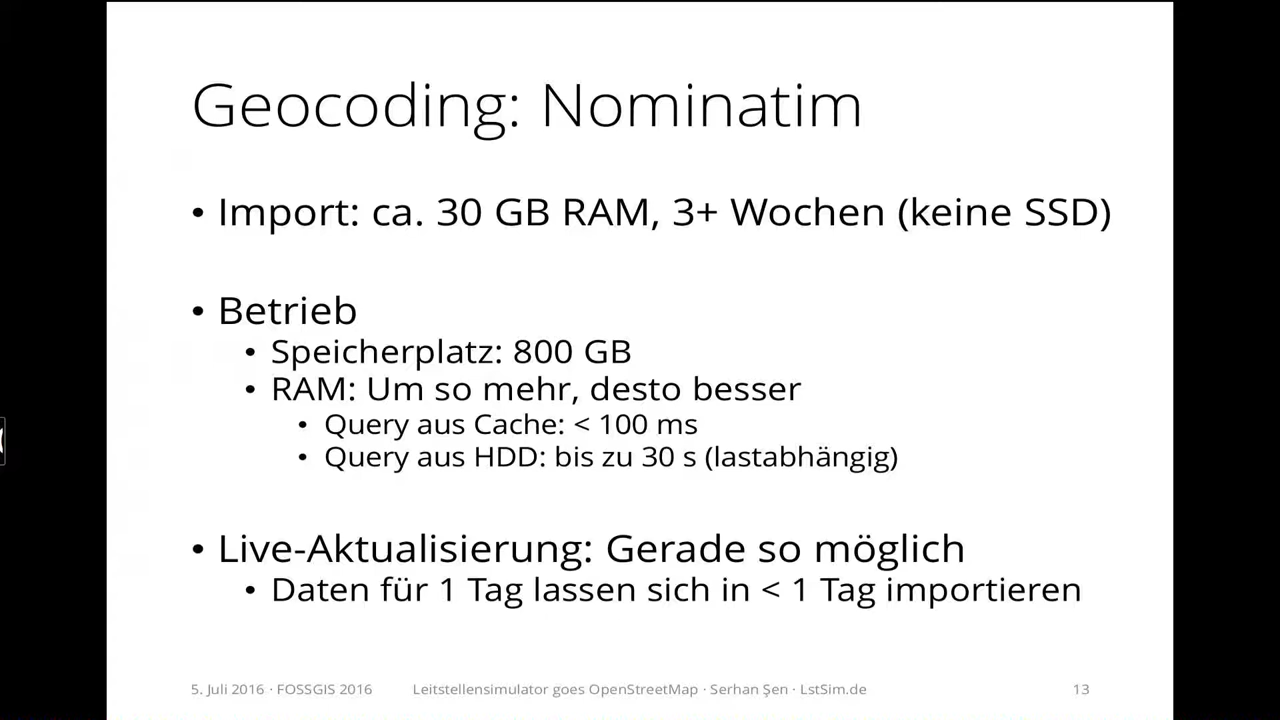 Geocoding: Nominatim
• Import: ca. 30 GB RAM, 3+ Wochen (keine SSD)
• Betrieb
• Speicherplatz: 800 GB
• RAM: Um so mehr, desto besser
• Query aus Cache: < 100 ms
• Query aus HDD: bis zu 30 s (lastabhängig)
• Live-Aktualisierung: Gerade so möglich
• Daten für 1 Tag lassen sich in < 1 Tag importieren
5. Juli 2016 · FOSSGIS 2016 Leitstellensimulator goes OpenStreetMap · Serhan Şen · LstSim.de 13